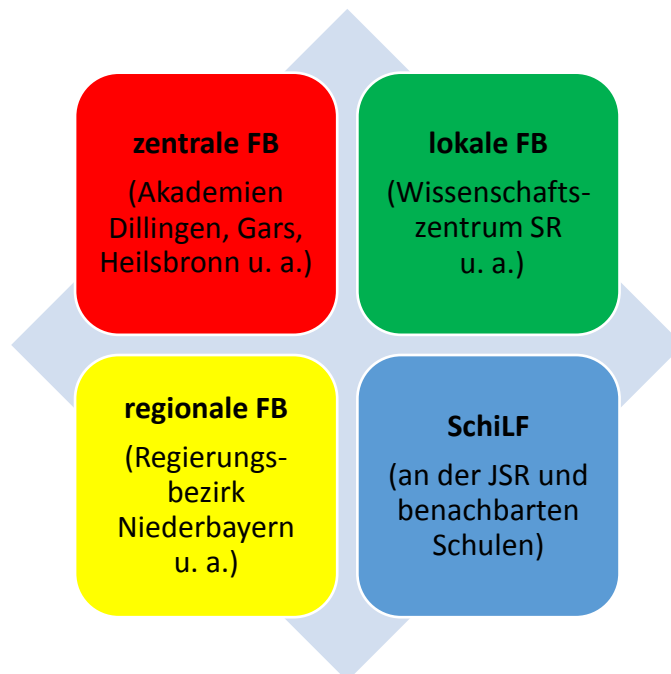 zentrale FB
(Akademien
Dillingen, Gars,
Heilsbronn u. a.)
lokale FB
(Wissenschafts-
zentrum SR
u. a.)
regionale FB
(Regierungs-
bezirk
Niederbayern
u. a.)
SchiLF
(an der JSR und
benachbarten
Schulen)